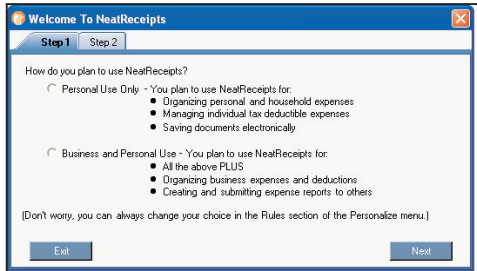 Welcome To NeatReceipts
Step 1 Step 2
How do you plan to use NeatReceipts?
Personal Use Only - You plan to use NeatReceipts for:
• Organizing personal and household expenses
• Managing individual tax deductible expenses
• Saving documents electronically
Business and Personal Use - You plan to use NeatReceipts for:
• All the above PLUS
• Organizing business expenses and deductions
• Creating and submitting expense reports to others
(Don't worry, you can always change your choice in the Rules section of the Personalize menu.)
Exit Next